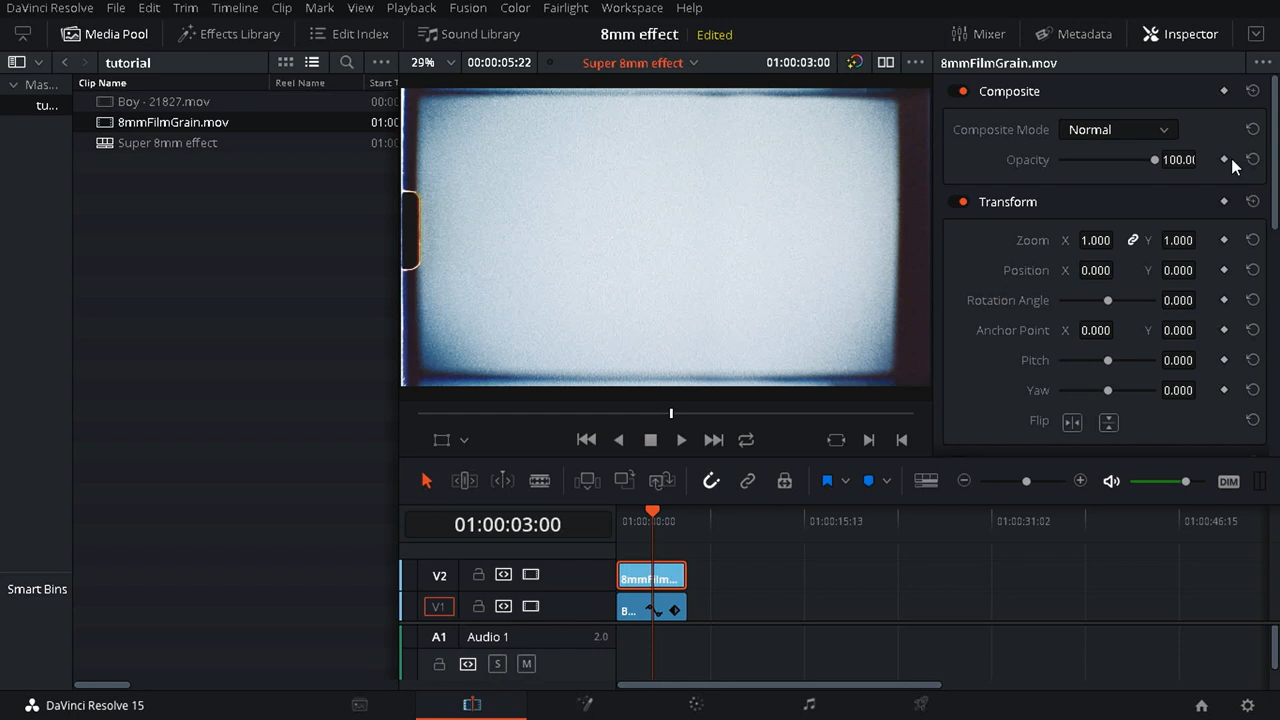 DaVinci Resolve File Edit Trim Timeline Clip Mark View Playback Fusion Color Fairlight Workspace Help
Media Pool Effects Library Edit Index Sound Library 8mm effect Edited Mixer Metadata Inspector
tutorial 29% 00:00:05:22 Super 8mm effect 01:00:03:00 8mmFilmGrain.mov
Mas... Clip Name Reel Name Start T
tu... Boy - 21827.mov 00:00
8mmFilmGrain.mov 01:00
Super 8mm effect 01:00
Composite
Composite Mode Normal
Opacity 100.00
Transform
Zoom X 1.000 Y 1.000
Position X 0.000 Y 0.000
Rotation Angle 0.000
Anchor Point X 0.000 Y 0.000
Pitch 0.000
Yaw 0.000
Flip
DIM
01:00:03:00 01:00:00:00 01:00:15:13 01:00:31:02 01:00:46:15
V2 8mmFilm...
Smart Bins
V1 B...
A1 Audio 1 2.0
S M
DaVinci Resolve 15